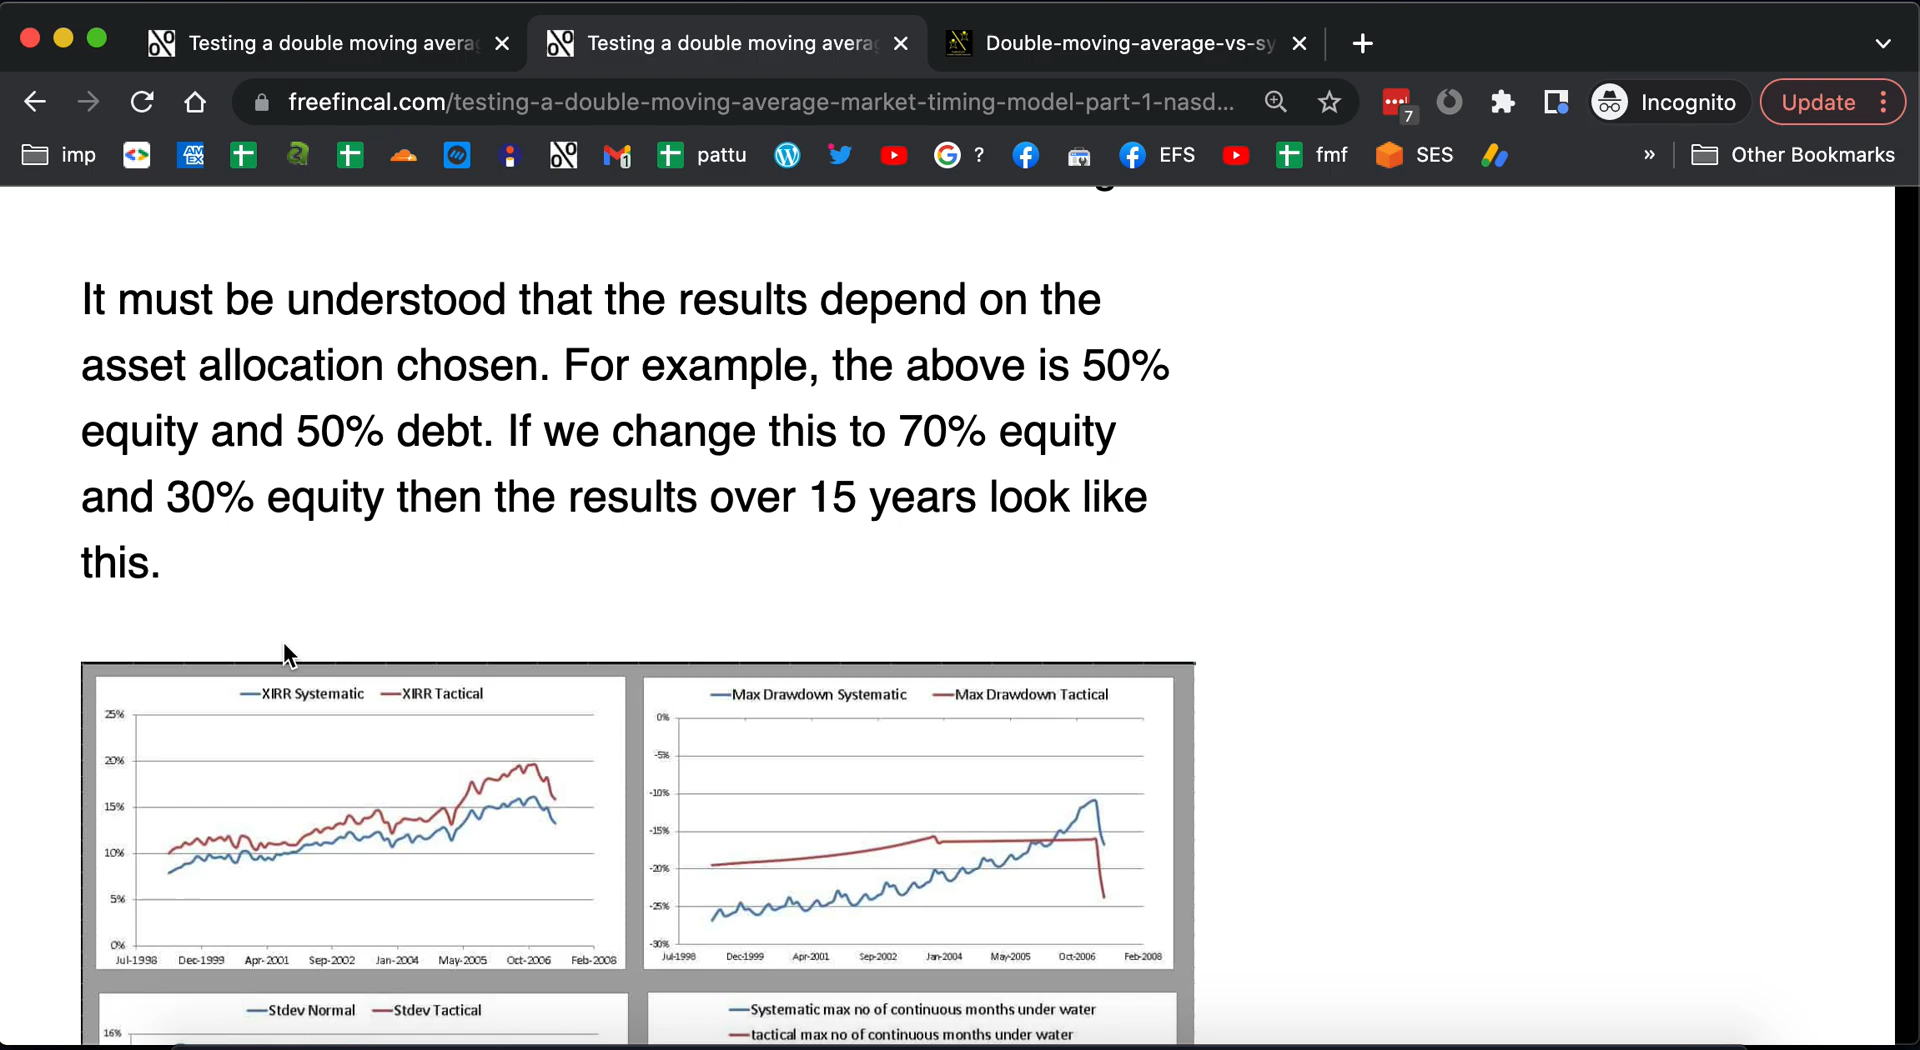 Testing a double moving avera
Testing a double moving avera
Double-moving-average-vs-sy
freefincal.com/testing-a-double-moving-average-market-timing-model-part-1-nasd...
7
Incognito
Update
imp
AM
EX
1
pattu
G ?
EFS
fmf
SES
»
Other Bookmarks
It must be understood that the results depend on the
asset allocation chosen. For example, the above is 50%
equity and 50% debt. If we change this to 70% equity
and 30% equity then the results over 15 years look like
this.
XIRR Systematic XIRR Tactical
25%
20%
15%
10%
5%
0%
Jul-1998 Dec-1999 Apr-2001 Sep-2002 Jan-2004 May-2005 Oct-2006 Feb-2008
Max Drawdown Systematic Max Drawdown Tactical
0%
-5%
-10%
-15%
-20%
-25%
-30%
Jul-1998 Dec-1999 Apr-2001 Sep-2002 Jan-2004 May-2005 Oct-2006 Feb-2008
Stdev Normal Stdev Tactical
16%
Systematic max no of continuous months under water
tactical max no of continuous months under water